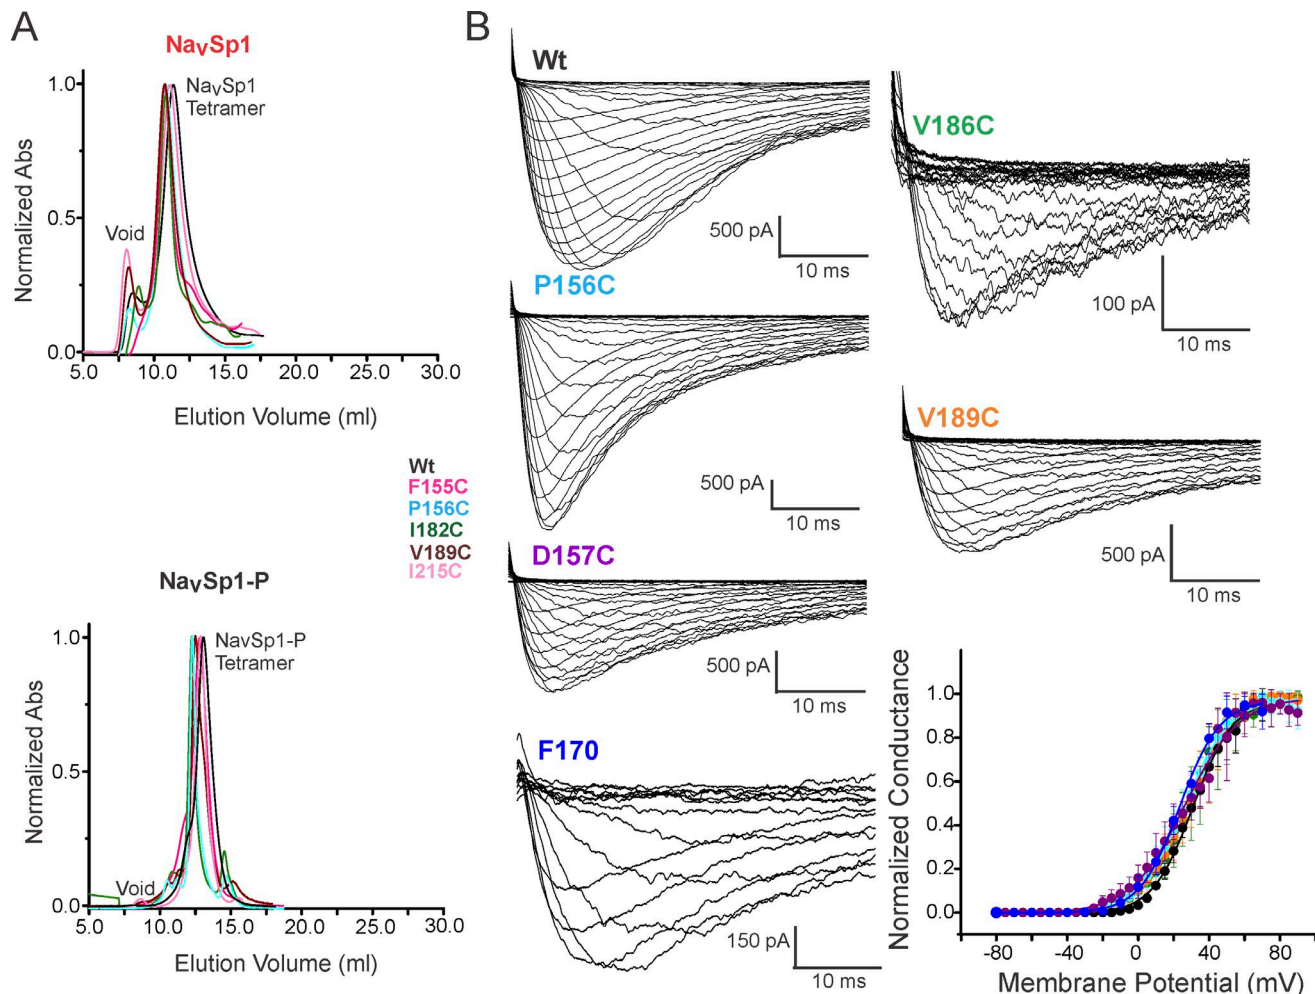 A
NavSp1
1.0
NavSp1
Tetramer
0.5
Void
0.0
5.0 10.0 15.0 20.0 25.0 30.0
Normalized Abs
Elution Volume (ml)
Wt
F155C
P156C
I182C
V189C
I215C
NavSp1-P
1.0
NavSp1-P
Tetramer
0.5
Void
0.0
5.0 10.0 15.0 20.0 25.0 30.0
Normalized Abs
Elution Volume (ml)
B
Wt
500 pA
10 ms
P156C
500 pA
10 ms
D157C
500 pA
10 ms
F170
150 pA
10 ms
V186C
100 pA
10 ms
V189C
500 pA
10 ms
Normalized Conductance
1.0
0.8
0.6
0.4
0.2
0.0
-80 -40 0 40 80
Membrane Potential (mV)